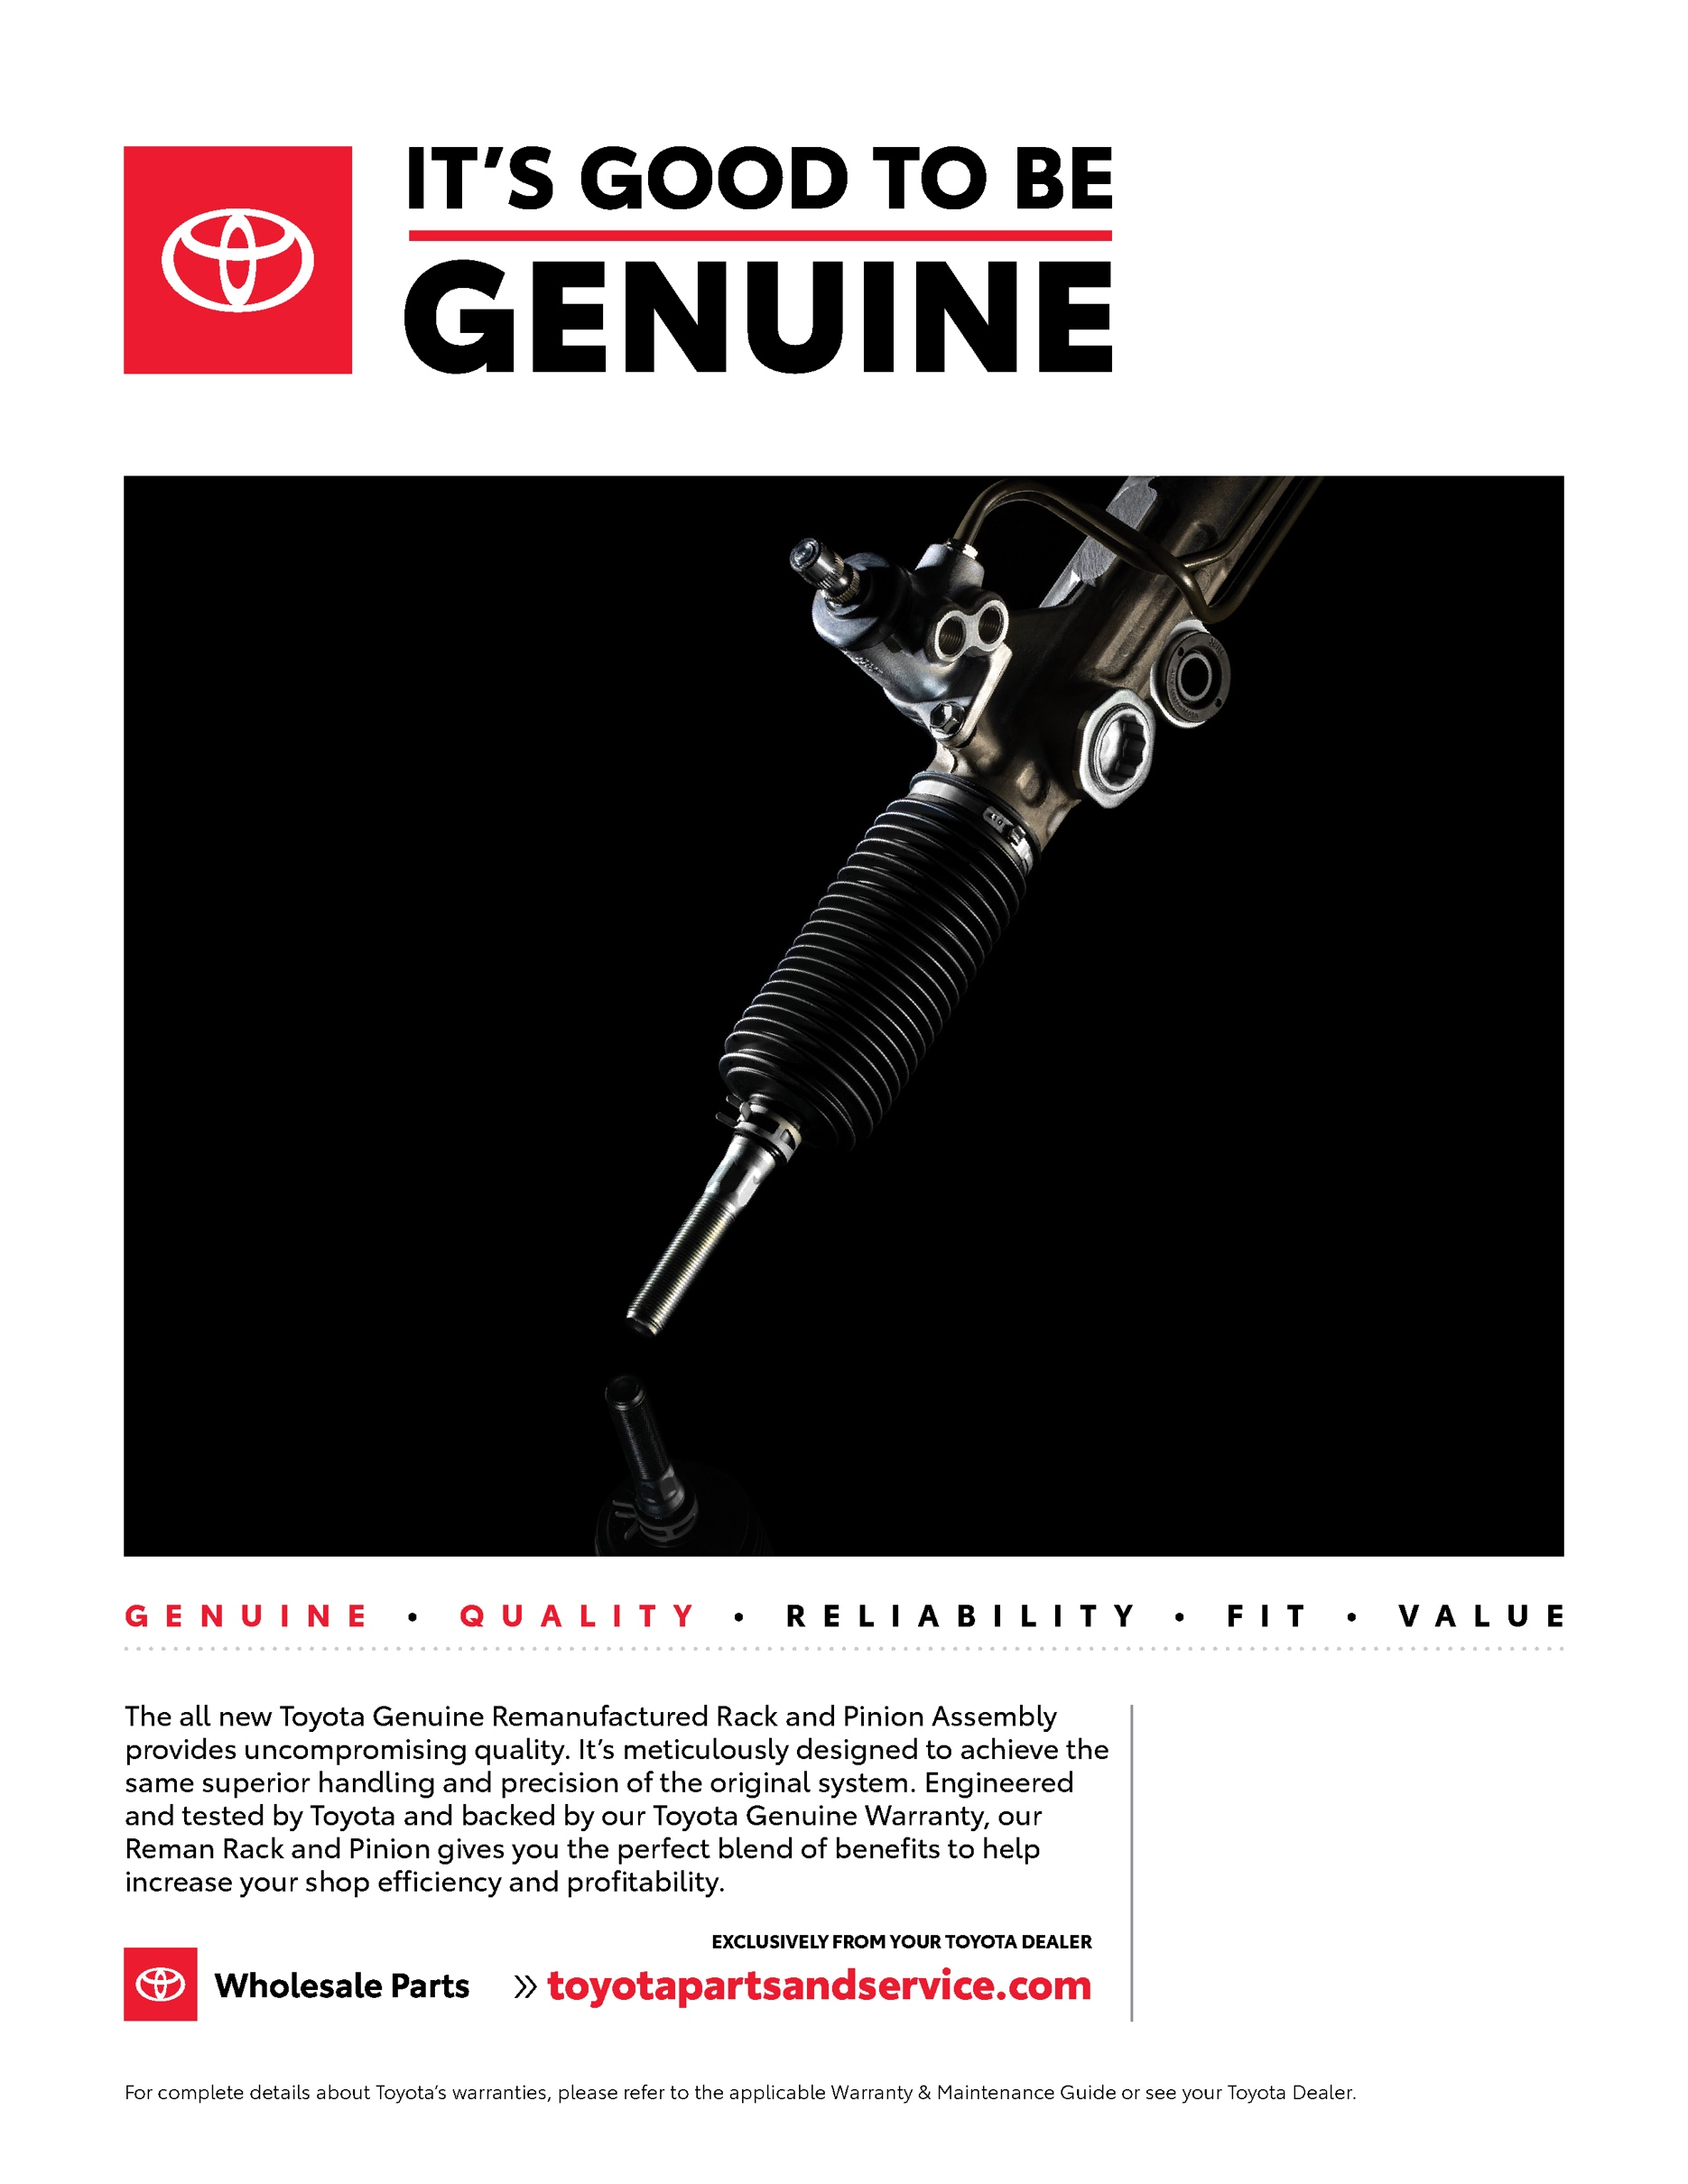 IT’S GOOD TO BE
GENUINE
GENUINE • QUALITY • RELIABILITY • FIT • VALUE
The all new Toyota Genuine Remanufactured Rack and Pinion Assembly
provides uncompromising quality. It’s meticulously designed to achieve the
same superior handling and precision of the original system. Engineered
and tested by Toyota and backed by our Toyota Genuine Warranty, our
Reman Rack and Pinion gives you the perfect blend of benefits to help
increase your shop efficiency and profitability.
EXCLUSIVELY FROM YOUR TOYOTA DEALER
Wholesale Parts » toyotapartsandservice.com
For complete details about Toyota’s warranties, please refer to the applicable Warranty & Maintenance Guide or see your Toyota Dealer.